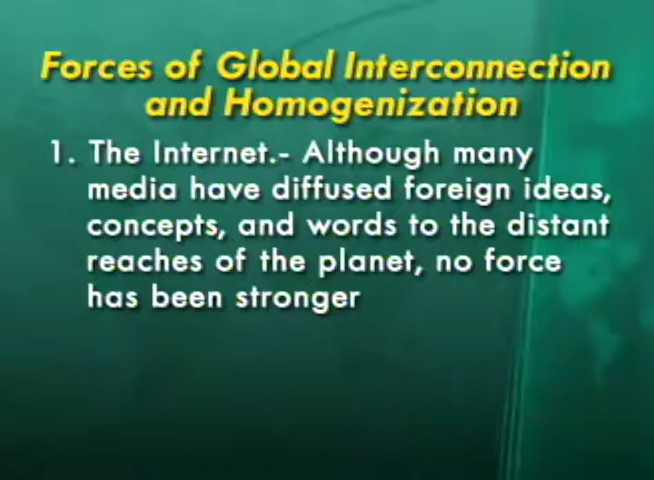 Forces of Global Interconnection
and Homogenization
1. The Internet.- Although many
media have diffused foreign ideas,
concepts, and words to the distant
reaches of the planet, no force
has been stronger